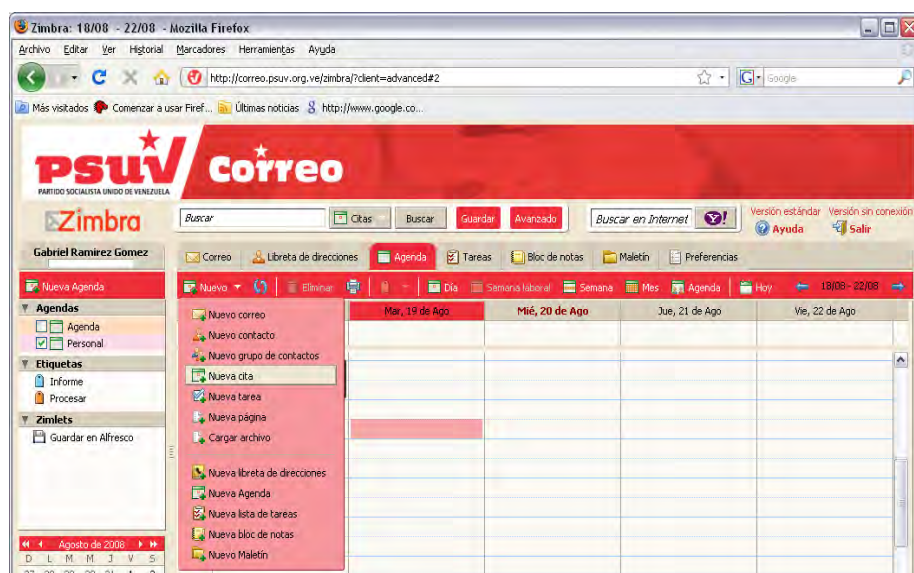 Zimbra: 18/08 - 22/08 - Mozilla Firefox
Archivo Editar Ver Historial Marcadores Herramientas Ayuda
http://correo.psuv.org.ve/zimbra/?client=advanced#2
G Google
Más visitados Comenzar a usar Firef... Últimas noticias http://www.google.co...
psuv Correo
PARTIDO SOCIALISTA UNIDO DE VENEZUELA
Zimbra
Buscar Citas Buscar Guardar Avanzado Buscar en Internet Y! Versión estándar Versión sin conexión
Ayuda Salir
Gabriel Ramirez Gomez
Correo Libreta de direcciones Agenda Tareas Bloc de notas Maletín Preferencias
Nueva Agenda
Nuevo Eliminar Día Semana laboral Semana Mes Agenda Hoy 18/08 - 22/08
Agendas
Agenda
Personal
Etiquetas
Informe
Procesar
Zimlets
Guardar en Alfresco
Nuevo correo
Nuevo contacto
Nuevo grupo de contactos
Nueva cita
Nueva tarea
Nueva página
Cargar archivo
Nueva libreta de direcciones
Nueva Agenda
Nueva lista de tareas
Nueva bloc de notas
Nuevo Maletín
Mar, 19 de Ago Mié, 20 de Ago Jue, 21 de Ago Vie, 22 de Ago
Agosto de 2008
D L M M J V S